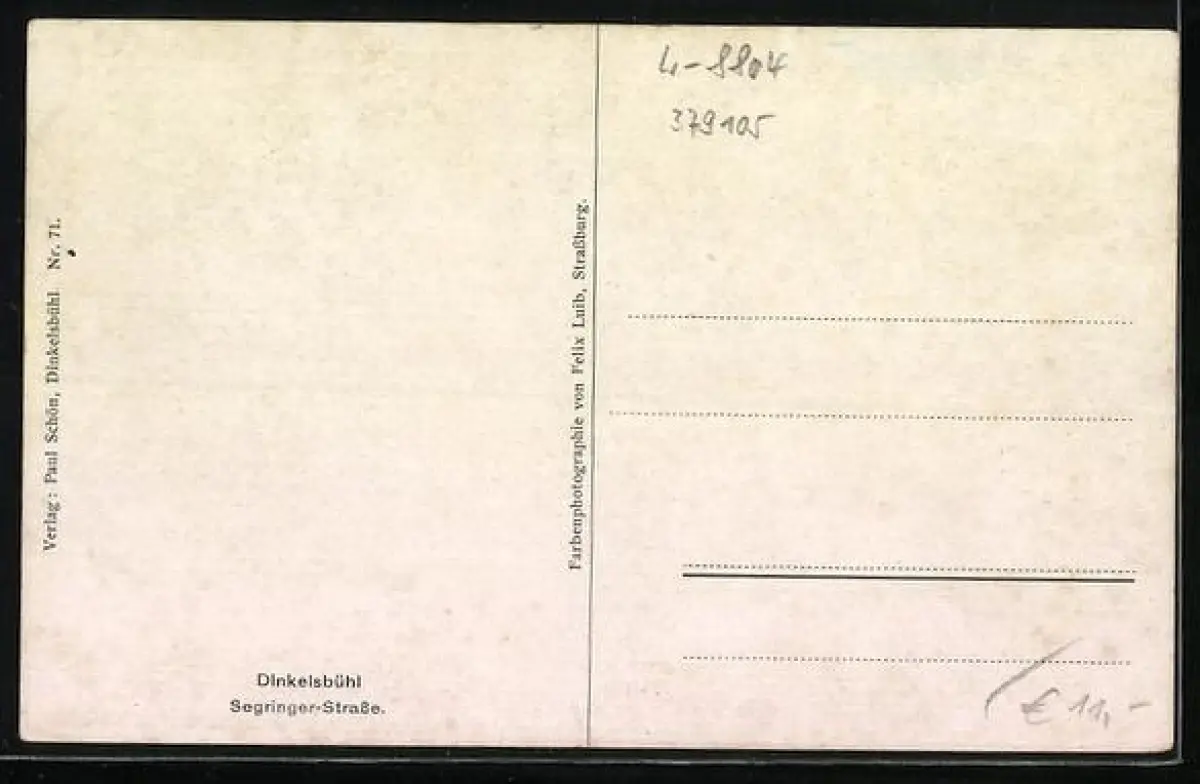 Verlag: Paul Schön, Dinkelsbühl Nr. 71.
Dinkelsbühl
Segringer-Straße.
Farbenphotographie von Felix Luib, Straßburg.
4-8804
379105
€ 11,-